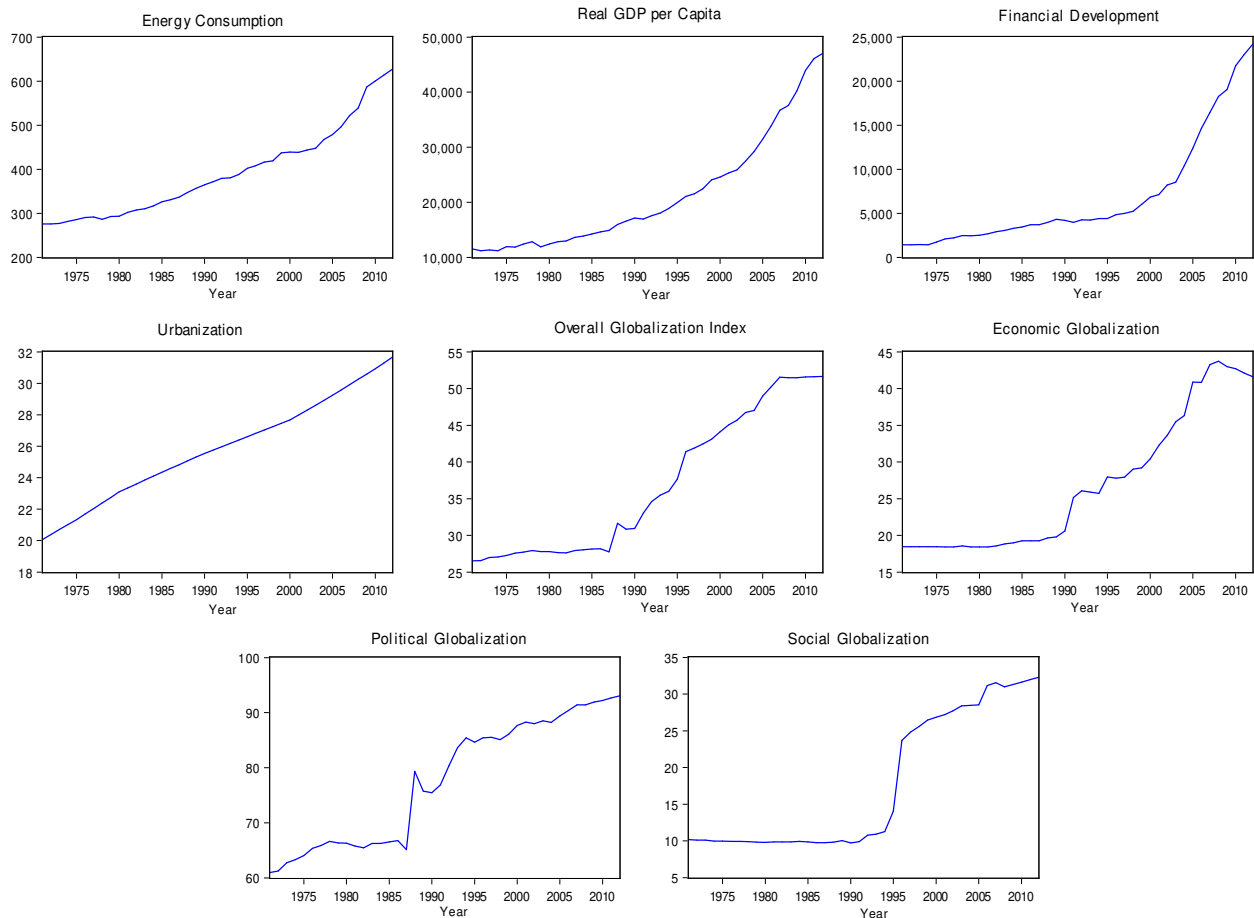 Energy Consumption
700
600
500
400
300
200
1975 1980 1985 1990 1995 2000 2005 2010
Year
Real GDP per Capita
50,000
40,000
30,000
20,000
10,000
1975 1980 1985 1990 1995 2000 2005 2010
Year
Financial Development
25,000
20,000
15,000
10,000
5,000
0
1975 1980 1985 1990 1995 2000 2005 2010
Year
Urbanization
32
30
28
26
24
22
20
18
1975 1980 1985 1990 1995 2000 2005 2010
Year
Overall Globalization Index
55
50
45
40
35
30
25
1975 1980 1985 1990 1995 2000 2005 2010
Year
Economic Globalization
45
40
35
30
25
20
15
1975 1980 1985 1990 1995 2000 2005 2010
Year
Political Globalization
100
90
80
70
60
1975 1980 1985 1990 1995 2000 2005 2010
Year
Social Globalization
35
30
25
20
15
10
5
1975 1980 1985 1990 1995 2000 2005 2010
Year